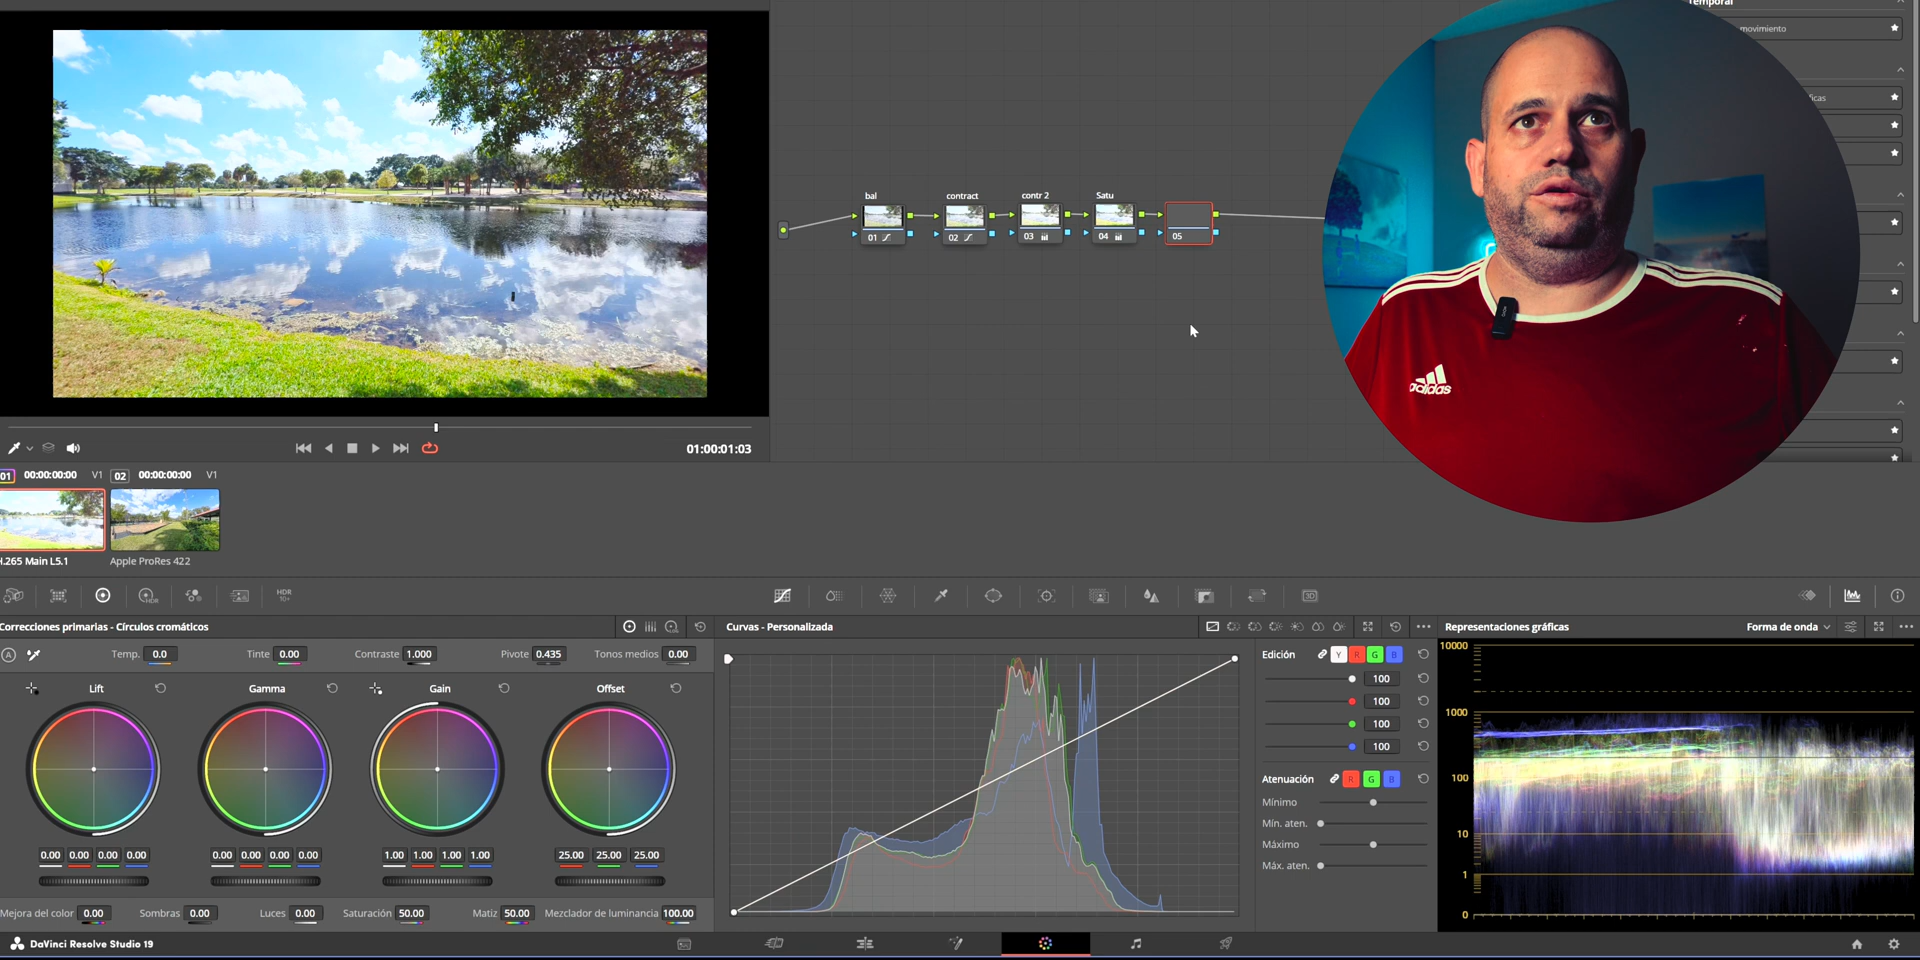 Temporal
movimiento
ficas
bal
contract
contr 2
Satu
01
02
03
04
05
adidas
01:00:01:03
01 00:00:00:00 V1 02 00:00:00:00 V1
H.265 Main L5.1
Apple ProRes 422
HDR
10+
HDR
3D
Correcciones primarias - Círculos cromáticos
Curvas - Personalizada
Representaciones gráficas
Forma de onda
A
Temp. 0.0 Tinte 0.00 Contraste 1.000 Pivote 0.435 Tonos medios 0.00
Lift
Gamma
Gain
Offset
0.00 0.00 0.00 0.00
0.00 0.00 0.00 0.00
1.00 1.00 1.00 1.00
25.00 25.00 25.00
Mejora del color 0.00 Sombras 0.00 Luces 0.00 Saturación 50.00 Matiz 50.00 Mezclador de luminancia 100.00
Edición Y R G B
100
100
100
100
Atenuación R G B
Mínimo
Mín. aten.
Máximo
Máx. aten.
10000
1000
100
10
1
0
DaVinci Resolve Studio 19